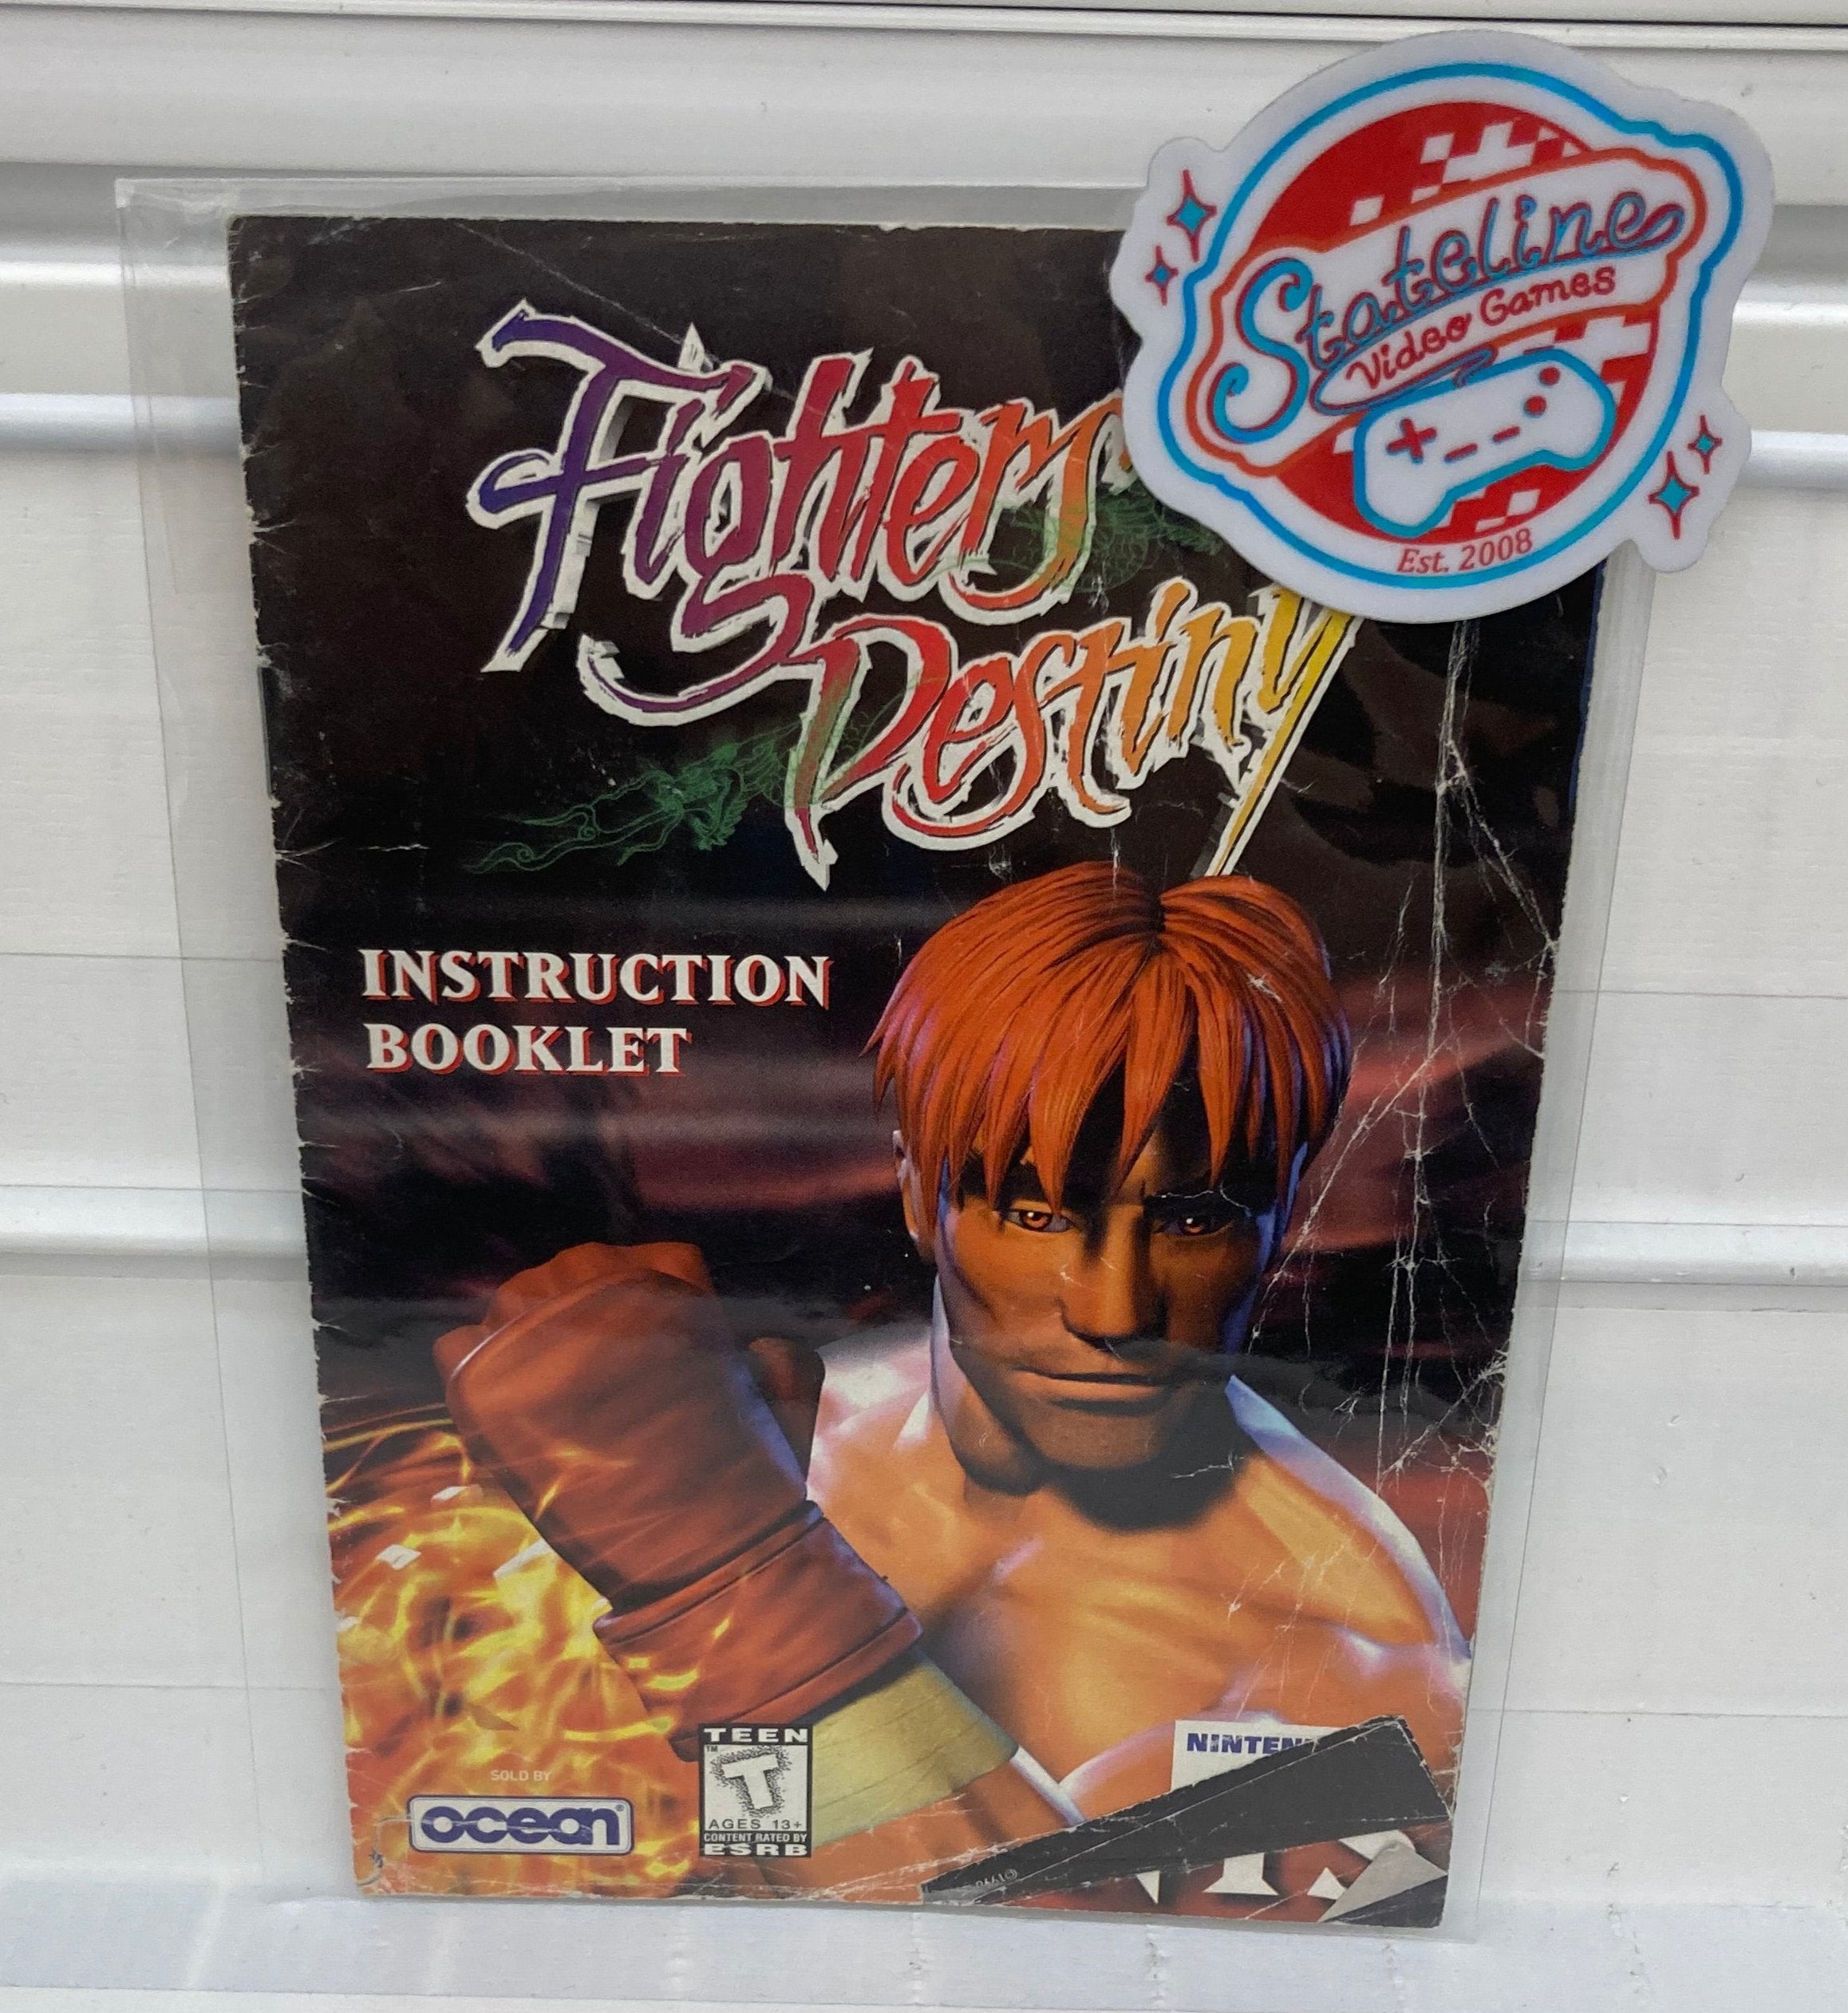 Stateline
Video Games
Est. 2008
Fighters
Destiny
INSTRUCTION
BOOKLET
SOLD BY
ocean®
TEEN
™
T
AGES 13+
CONTENT RATED BY
ESRB